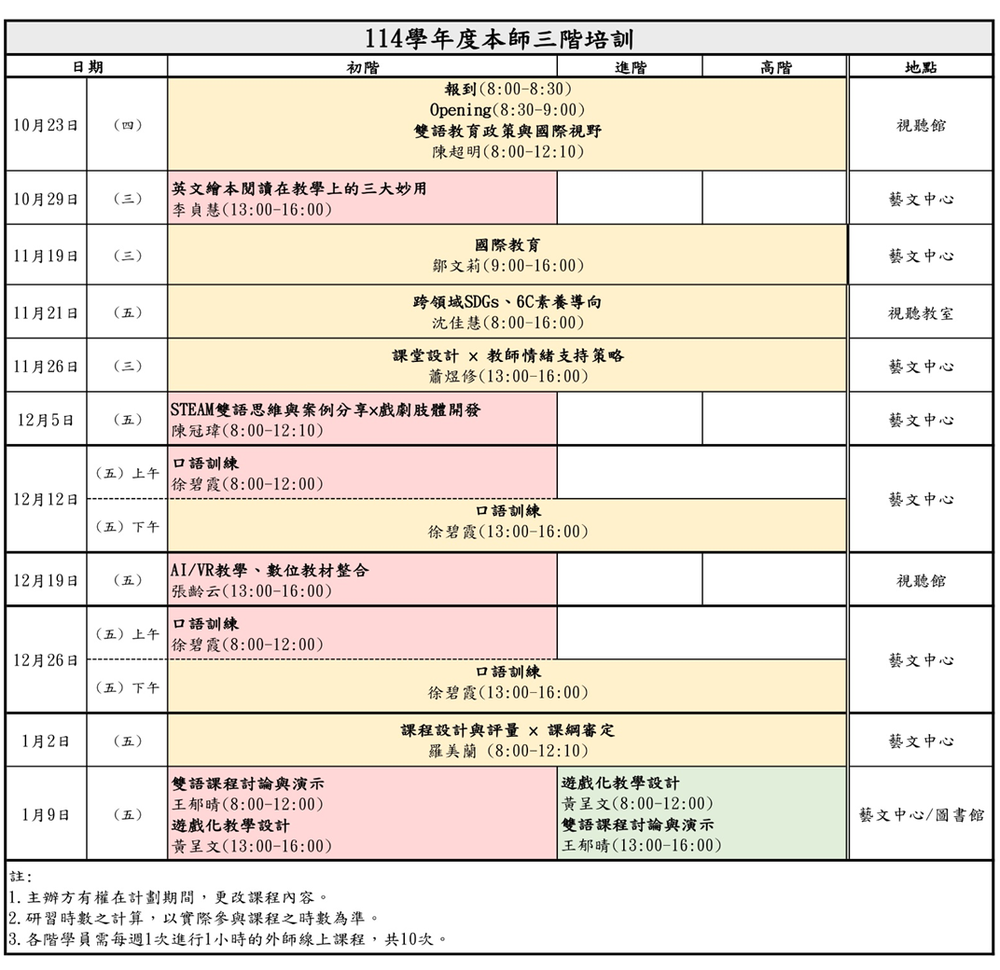 114學年度本師三階培訓
日期 初階 進階 高階 地點
10月23日 (四) 視聽館
報到(8:00-8:30)
Opening(8:30-9:00)
雙語教育政策與國際視野
陳超明(8:00-12:10)
10月29日 (三) 藝文中心
英文繪本閱讀在教學上的三大妙用
李貞慧(13:00-16:00)
11月19日 (三) 藝文中心
國際教育
鄒文莉(9:00-16:00)
11月21日 (五) 視聽教室
跨領域SDGs、6C素養導向
沈佳慧(8:00-16:00)
11月26日 (三) 藝文中心
課堂設計 × 教師情緒支持策略
蕭煜修(13:00-16:00)
12月5日 (五) 藝文中心
STEAM雙語思維與案例分享×戲劇肢體開發
陳冠瑋(8:00-12:10)
12月12日 藝文中心
(五)上午
口語訓練
徐碧霞(8:00-12:00)
(五)下午
口語訓練
徐碧霞(13:00-16:00)
12月19日 (五) 視聽館
AI/VR教學、數位教材整合
張齡云(13:00-16:00)
12月26日 藝文中心
(五)上午
口語訓練
徐碧霞(8:00-12:00)
(五)下午
口語訓練
徐碧霞(13:00-16:00)
1月2日 (五) 藝文中心
課程設計與評量 × 課綱審定
羅美蘭 (8:00-12:10)
1月9日 (五) 藝文中心/圖書館
雙語課程討論與演示
王郁晴(8:00-12:00)
遊戲化教學設計
黃呈文(13:00-16:00)
遊戲化教學設計
黃呈文(8:00-12:00)
雙語課程討論與演示
王郁晴(13:00-16:00)
註:
1.主辦方有權在計劃期間，更改課程內容。
2.研習時數之計算，以實際參與課程之時數為準。
3.各階學員需每週1次進行1小時的外師線上課程，共10次。